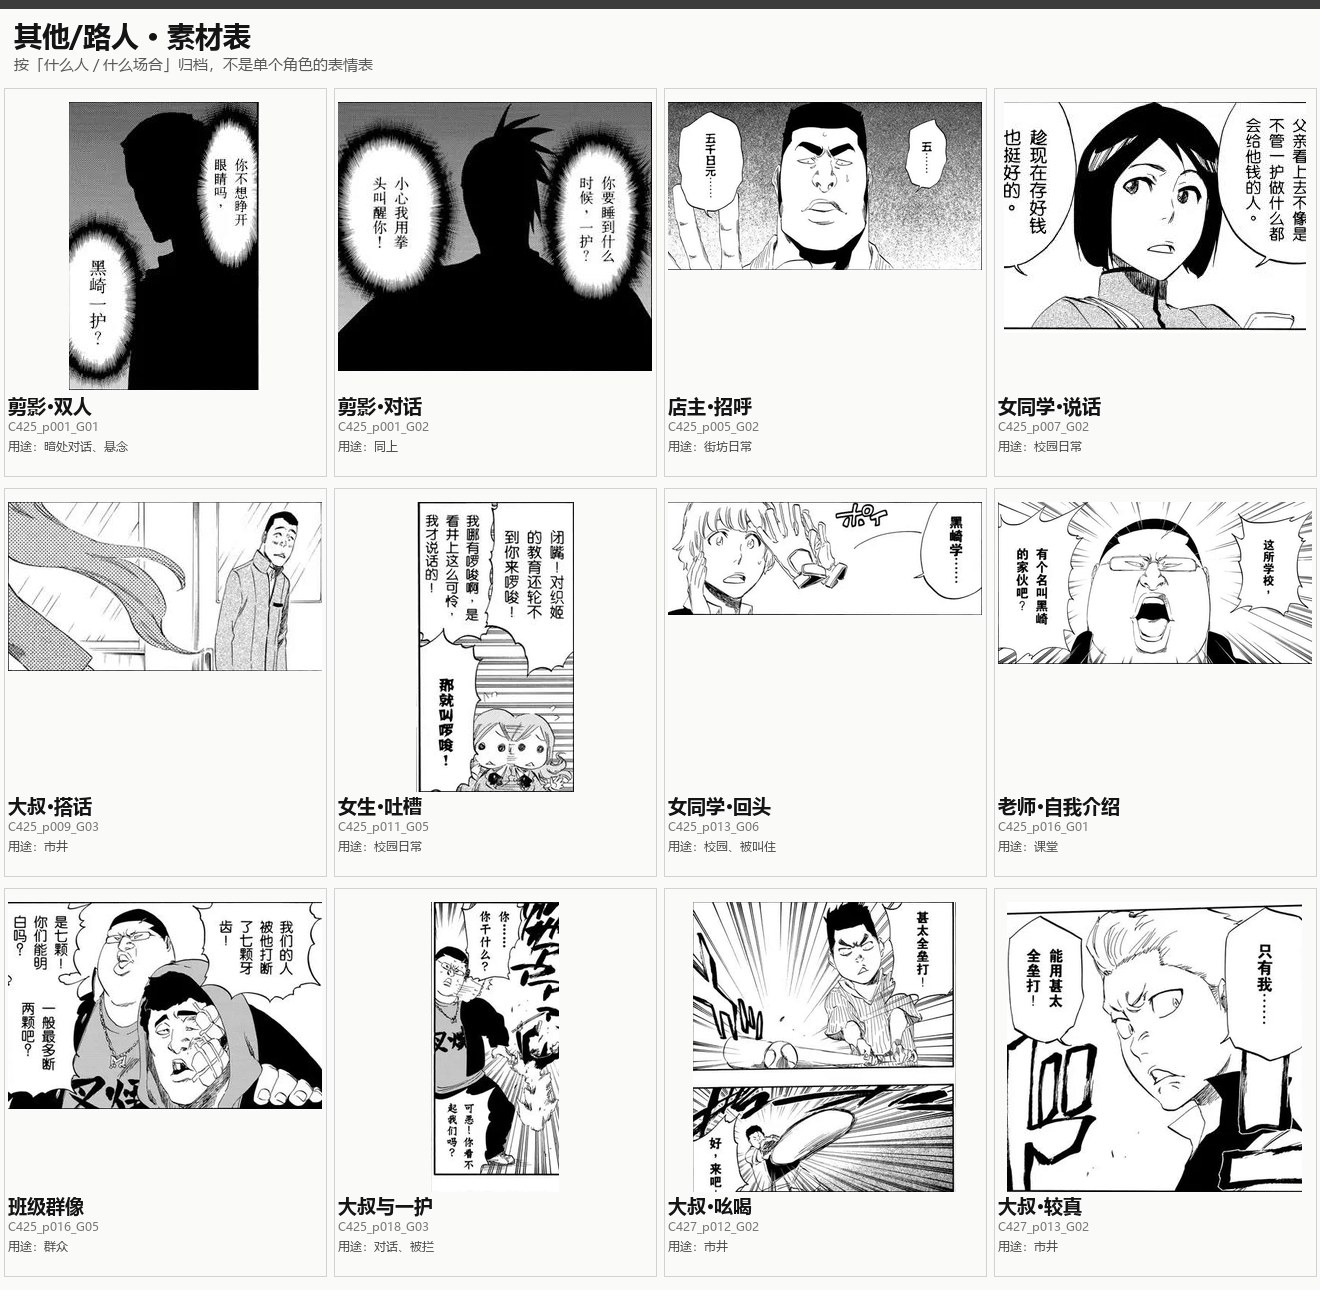 其他/路人·素材表
按「什么人 / 什么场合」归档，不是单个角色的表情表
你不想睁开
眼睛吗，
黑崎一护？
剪影·双人
C425_p001_G01
用途：暗处对话、悬念
你要睡到什么
时候，一护？
小心我用拳
头叫醒你！
剪影·对话
C425_p001_G02
用途：同上
五……
五千日元……
店主·招呼
C425_p005_G02
用途：街坊日常
父亲看上去不像是
不管一护做什么都
会给他钱的人。
趁现在存好钱
也挺好的。
女同学·说话
C425_p007_G02
用途：校园日常
大叔·搭话
C425_p009_G03
用途：市井
闭嘴！对织姬
的教育还轮不
到你来啰唆！
我哪有啰唆啊，是
看井上这么可怜，
我才说话的！
那就叫啰唆！
女生·吐槽
C425_p011_G05
用途：校园日常
黑崎学……
ポイ
女同学·回头
C425_p013_G06
用途：校园、被叫住
这所学校，
有个名叫黑崎
的家伙吧？
老师·自我介绍
C425_p016_G01
用途：课堂
我们的人
被他打断
了七颗牙
齿！
是七颗！
你们能明
白吗？
一般最多断
两颗吧？
叉烧
班级群像
C425_p016_G05
用途：群众
你……
你干什么？
叉烧
可恶！你看不
起我们吗？
大叔与一护
C425_p018_G03
用途：对话、被拦
甚太全垒打！
好，来吧
大叔·吆喝
C427_p012_G02
用途：市井
只有我……
能用甚太
全垒打！
大叔·较真
C427_p013_G02
用途：市井